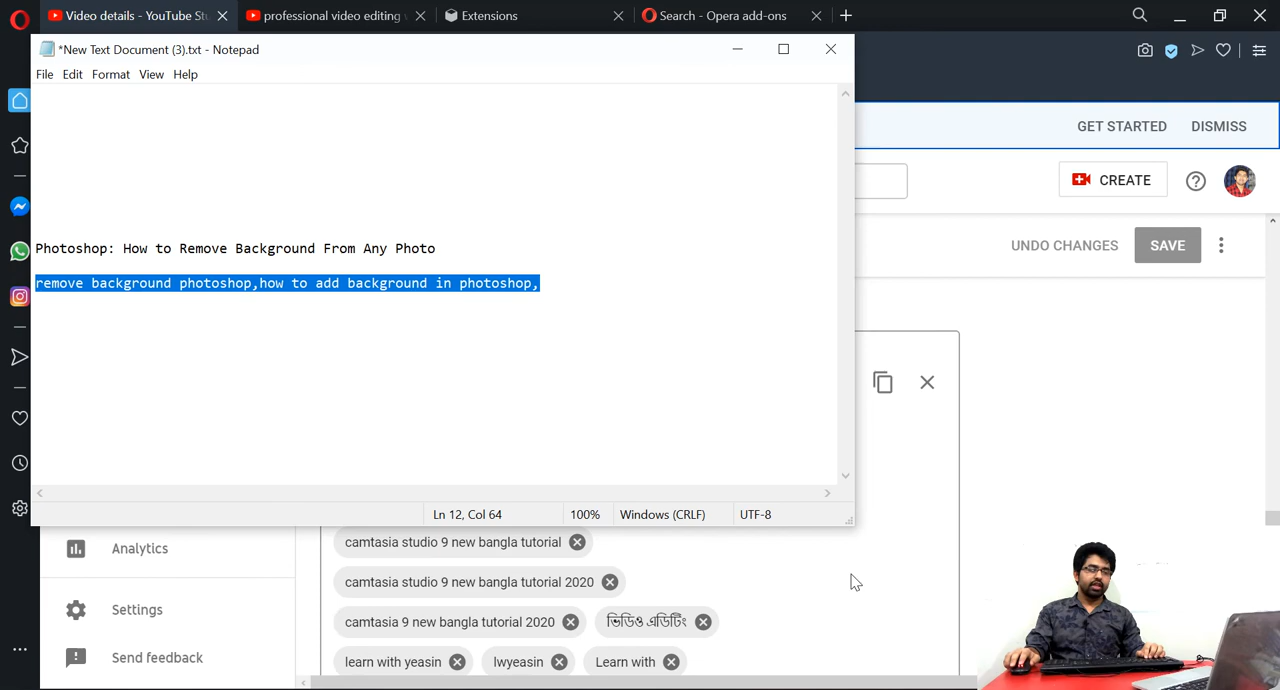 Video details - YouTube Stu
professional video editing
Extensions
Search - Opera add-ons
*New Text Document (3).txt - Notepad
File Edit Format View Help
GET STARTED DISMISS
CREATE
Photoshop: How to Remove Background From Any Photo
UNDO CHANGES SAVE
remove background photoshop,how to add background in photoshop,
Ln 12, Col 64 100% Windows (CRLF) UTF-8
Analytics
camtasia studio 9 new bangla tutorial
camtasia studio 9 new bangla tutorial 2020
Settings
camtasia 9 new bangla tutorial 2020 ভিডিও এডিটিং
Send feedback
learn with yeasin lwyeasin Learn with